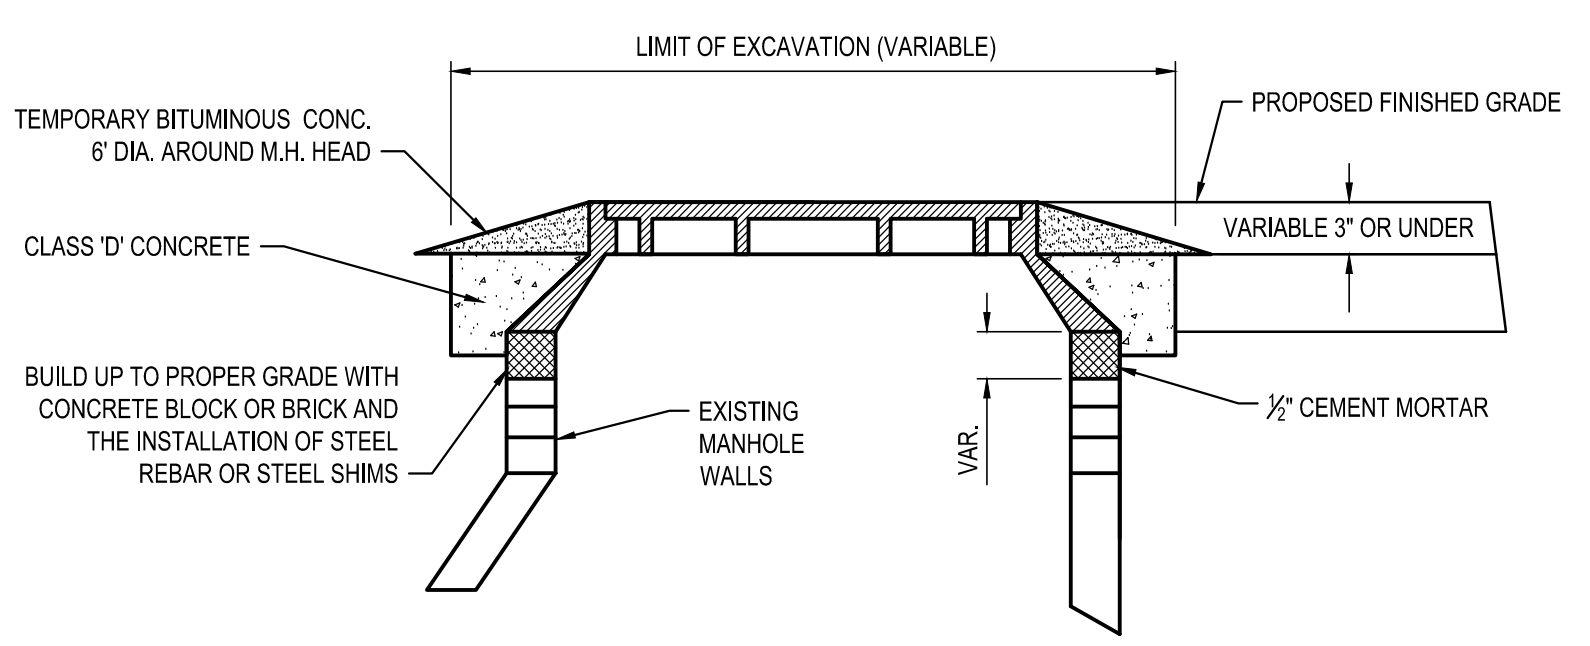 LIMIT OF EXCAVATION (VARIABLE)
PROPOSED FINISHED GRADE
TEMPORARY BITUMINOUS CONC.
6' DIA. AROUND M.H. HEAD
VARIABLE 3" OR UNDER
CLASS 'D' CONCRETE
BUILD UP TO PROPER GRADE WITH
CONCRETE BLOCK OR BRICK AND
THE INSTALLATION OF STEEL
REBAR OR STEEL SHIMS
EXISTING
MANHOLE
WALLS
VAR.
½" CEMENT MORTAR